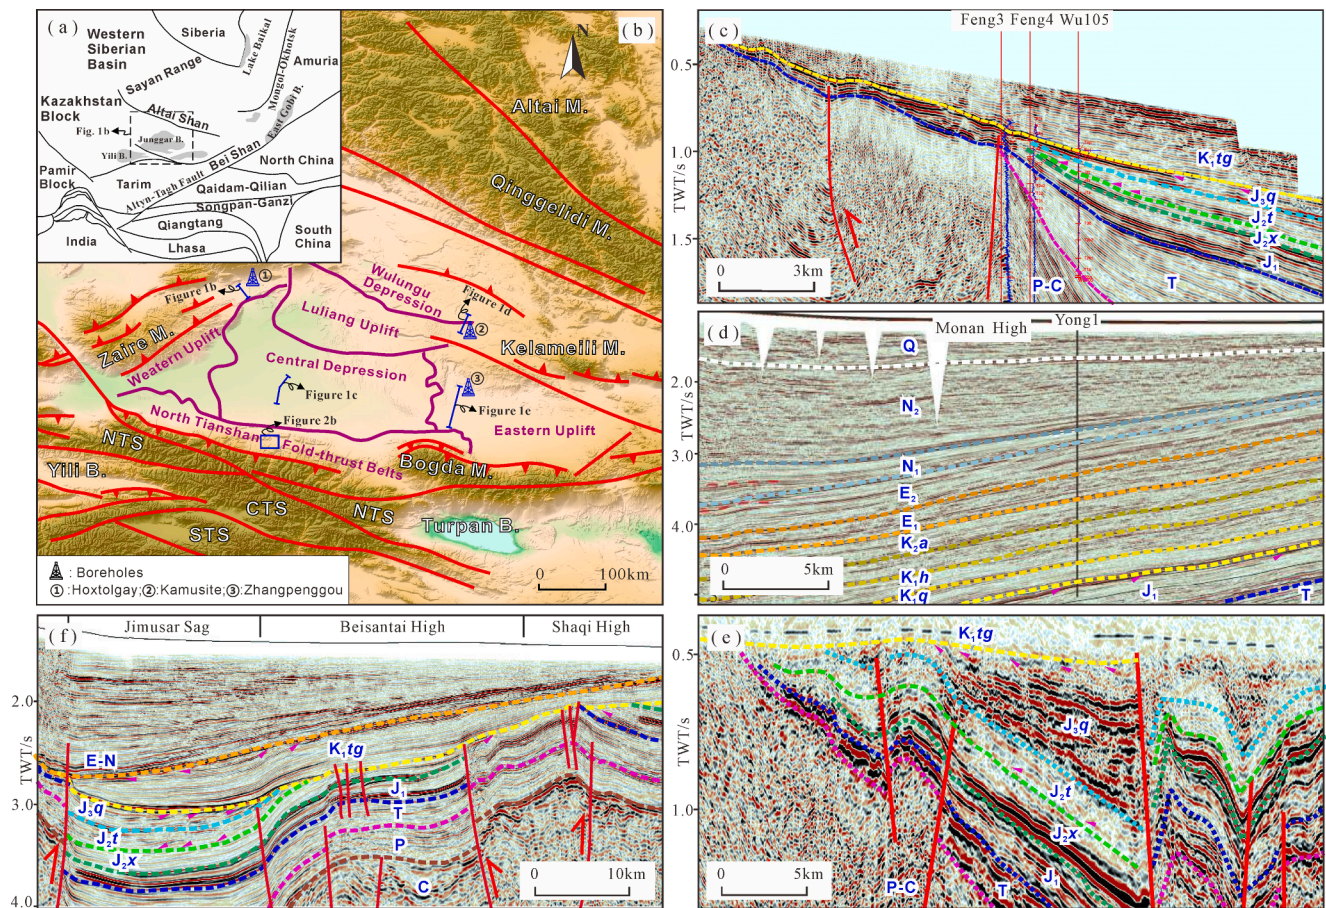 ( a )
Western
Siberian
Basin
Siberia
Lake Baikal
Mongol-Okhotsk
Amuria
Sayan Range
East Gobi B.
Kazakhstan
Block
Altai Shan
Fig. 1b
Junggar B.
Yili B.
Bei Shan
North China
Pamir
Block
Tarim
Altyn-Tagh Fault
Qaidam-Qilian
Songpan-Ganzi
Qiangtang
India
Lhasa
South
China
( b )
N
Altai M.
Qinggelidi M.
①
Figure 1b
Wulungu
Depression
Figure 1d
②
Luliang Uplift
Zaire M.
Kelameili M.
Weatern Uplift
Central Depression
③
Figure 1c
Figure 1e
Figure 2b
North Tianshan
Fold-thrust Belts
Eastern Uplift
NTS
Bogda M.
Yili B.
CTS
NTS
STS
Turpan B.
: Boreholes
①:Hoxtolgay;②:Kamusite;③:Zhangpenggou
0 100km
( c )
Feng3 Feng4 Wu105
0.5
1.0
1.5
TWT/s
K₁tg
J₃q
J₂t
J₂x
J₁
P-C
T
0 3km
( d )
Monan High
Yong1
Q
2.0
N₂
TWT/s
3.0
N₁
E₂
4.0
E₁
K₂a
K₁h
K₁q
J₁
T
0 5km
( f )
Jimusar Sag
Beisantai High
Shaqi High
2.0
TWT/s
E-N
K₁tg
3.0
J₃q
J₁
T
J₂t
J₂x
P
C
4.0
0 10km
( e )
K₁tg
0.5
J₃q
TWT/s
J₂t
1.0
J₂x
J₁
P-C
T
0 5km